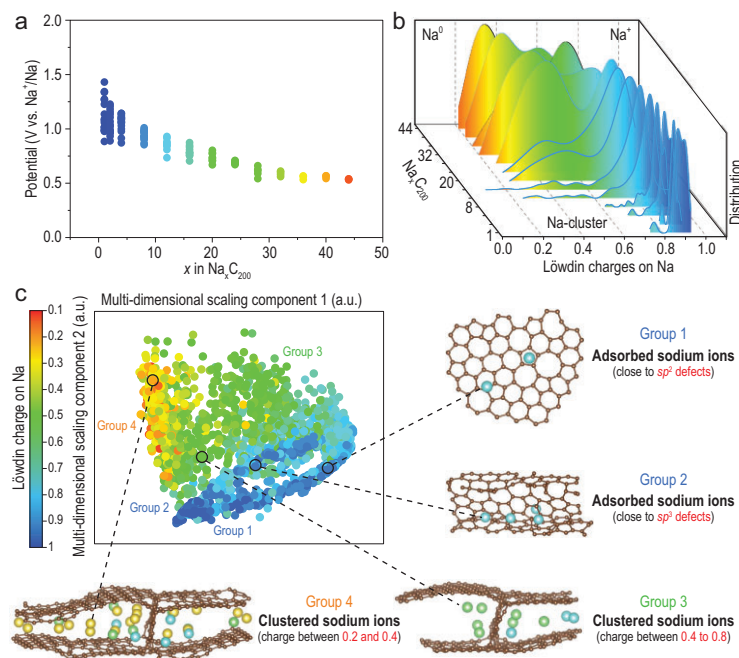 a
2.0
1.5
1.0
0.5
0.0
Potential (V vs. Na⁺/Na)
0
10
20
30
40
50
x in NaₓC₂₀₀
b
Na⁰
Na⁺
44
32
20
8
1
NaₓC₂₀₀
Na-cluster
Distribution
0.0
0.2
0.4
0.6
0.8
1.0
Löwdin charges on Na
c
Multi-dimensional scaling component 1 (a.u.)
Multi-dimensional scaling component 2 (a.u.)
Löwdin charge on Na
0.1
0.2
0.3
0.4
0.5
0.6
0.7
0.8
0.9
1
Group 3
Group 4
Group 2
Group 1
Group 1
Adsorbed sodium ions
(close to sp² defects)
Group 2
Adsorbed sodium ions
(close to sp³ defects)
Group 4
Clustered sodium ions
(charge between 0.2 and 0.4)
Group 3
Clustered sodium ions
(charge between 0.4 to 0.8)